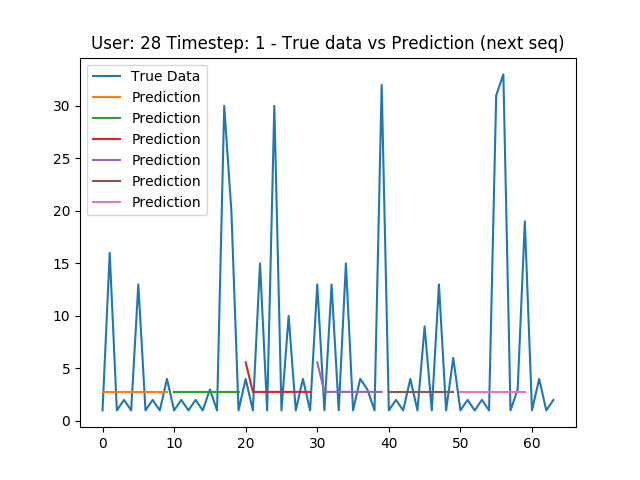 User: 28 Timestep: 1 - True data vs Prediction (next seq)
True Data
Prediction
Prediction
Prediction
Prediction
Prediction
Prediction
30
25
20
15
10
5
0
0 10 20 30 40 50 60